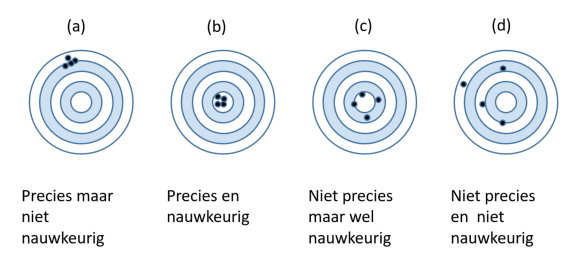 (a)
(b)
(c)
(d)
Precies maar
niet
nauwkeurig
Precies en
nauwkeurig
Niet precies
maar wel
nauwkeurig
Niet precies
en niet
nauwkeurig